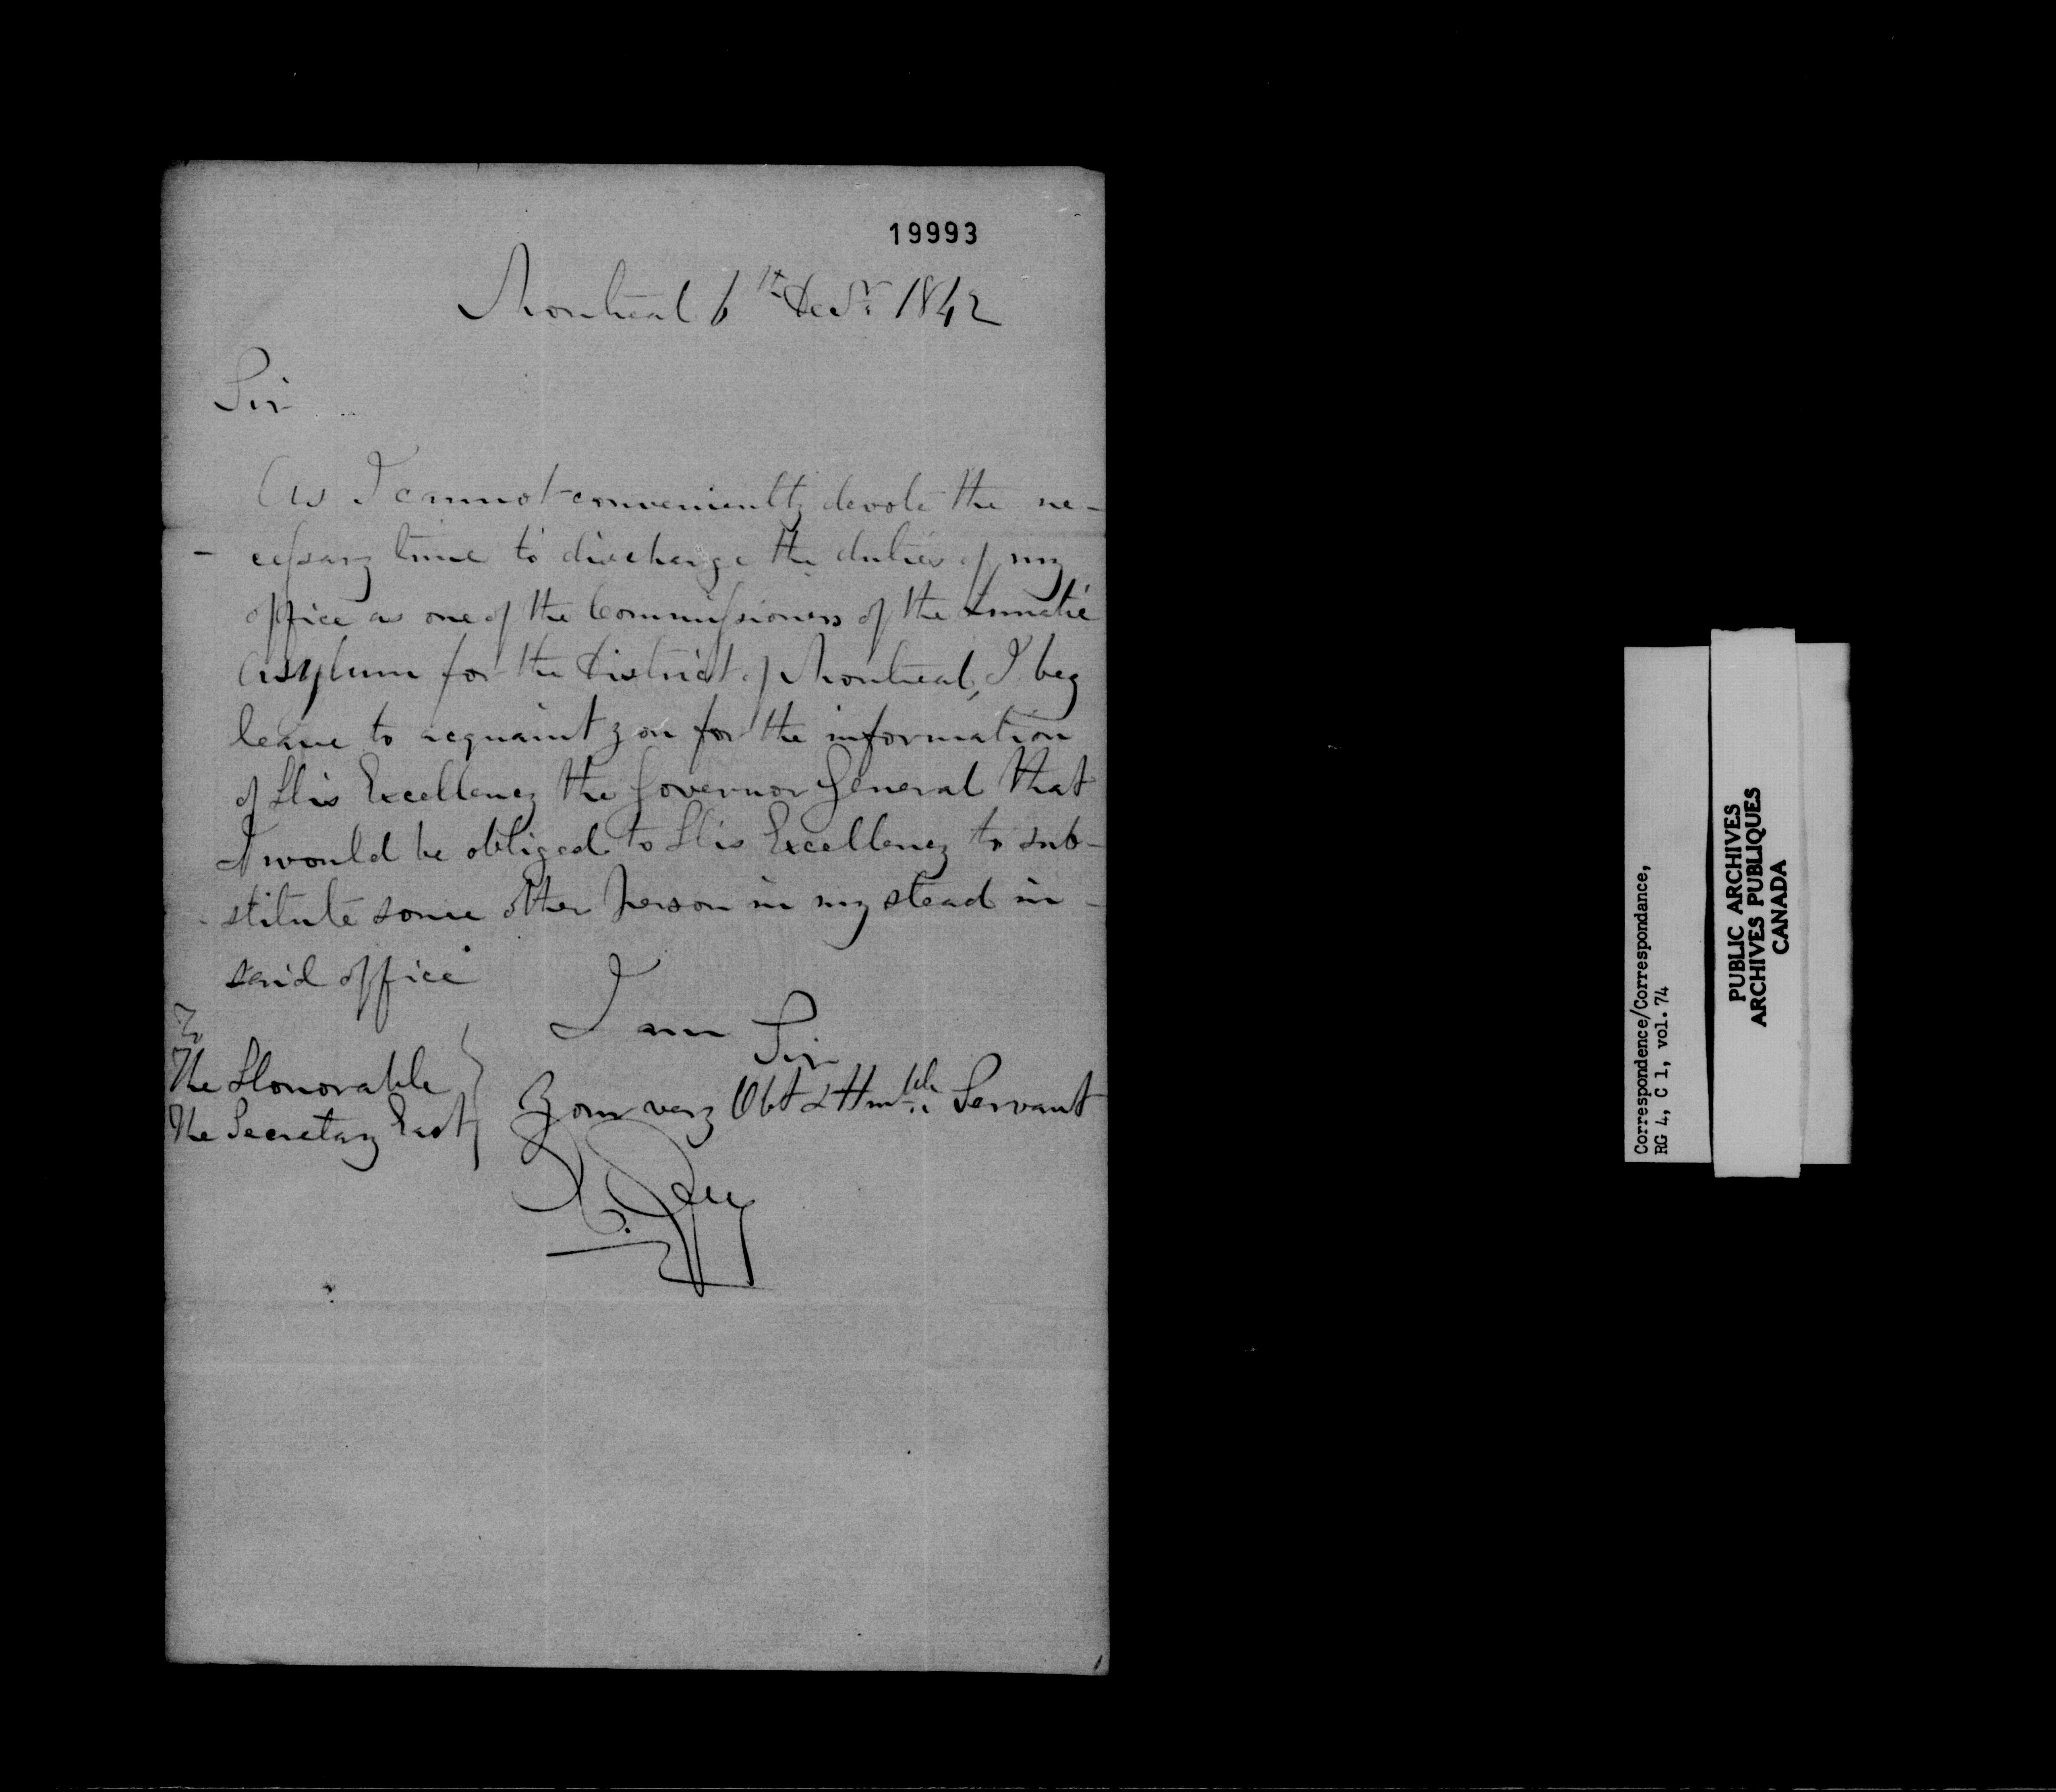 19993
Montreal 6th Decr. 1842
Sir
As I cannot conveniently devote the ne-
- cessary time to discharge the duties of my
office as one of the Commissioners of the Lunatic
Asylum for the District of Montreal, I beg
leave to acquaint you for the information
of His Excellency the Governor General that
I would be obliged to His Excellency to sub-
- stitute some other person in my stead in -
said office
I am
Sir
Your very Obt & Hmble. Servant
To
The Honorable
The Secretary East
Correspondence/Correspondance,
RG 4, C 1, vol. 74
PUBLIC ARCHIVES
ARCHIVES PUBLIQUES
CANADA